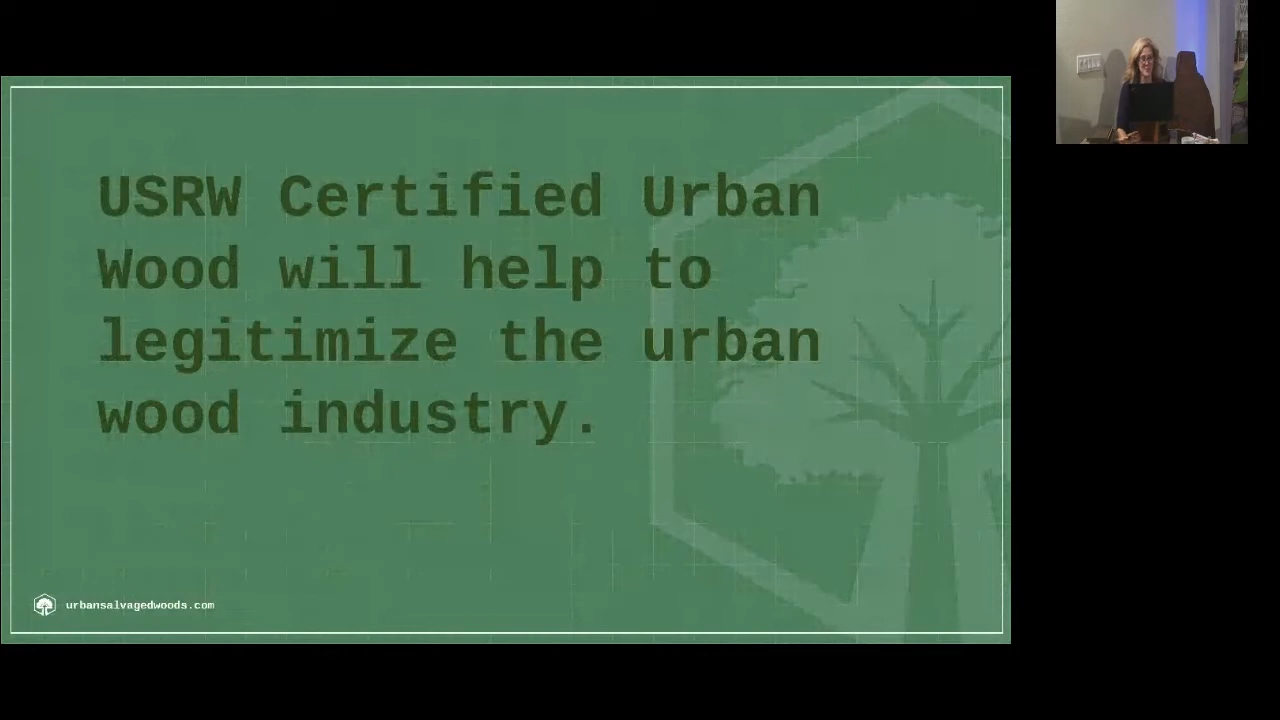 USRW Certified Urban
Wood will help to
legitimize the urban
wood industry.
urbansalvagedwoods.com